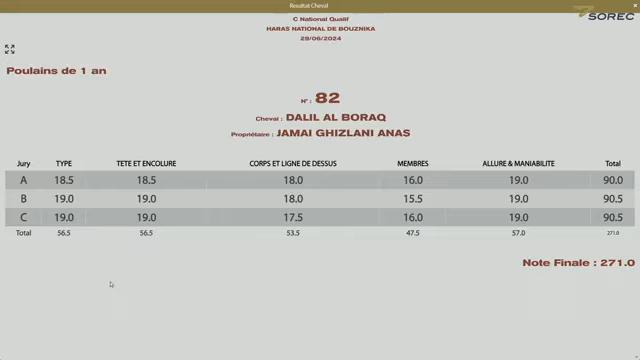 Resultat Cheval
×
SOREC
C National Qualif
HARAS NATIONAL DE BOUZNIKA
29/06/2024
Poulains de 1 an
N° : 82
Cheval : DALIL AL BORAQ
Propriétaire : JAMAI GHIZLANI ANAS
Jury TYPE TETE ET ENCOLURE CORPS ET LIGNE DE DESSUS MEMBRES ALLURE & MANIABILITE Total
A 18.5 18.5 18.0 16.0 19.0 90.0
B 19.0 19.0 18.0 15.5 19.0 90.5
C 19.0 19.0 17.5 16.0 19.0 90.5
Total 56.5 56.5 53.5 47.5 57.0 271.0
Note Finale : 271.0